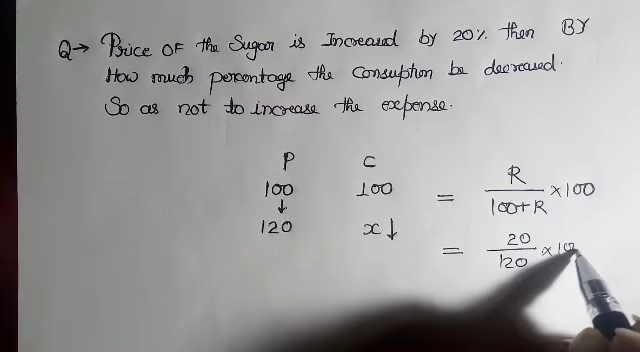 Q→ Price OF the Sugar is Increased by 20% then BY
How much percentage the Consuption be decreased.
So as not to increase the expense.
P C
100 100 = R/100+R ×100
↓
120 x↓
= 20/120 ×10